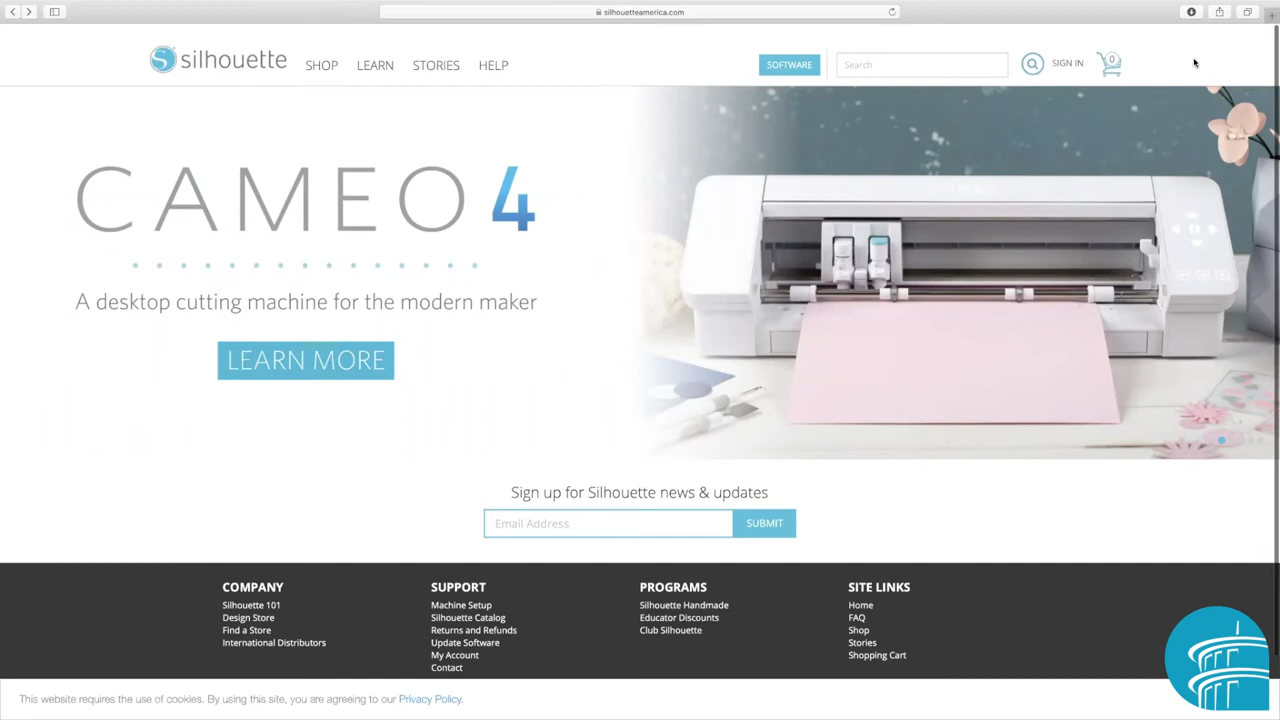 silhouetteamerica.com
silhouette
SHOP
LEARN
STORIES
HELP
SOFTWARE
Search
SIGN IN
0
CAMEO 4
A desktop cutting machine for the modern maker
LEARN MORE
Sign up for Silhouette news & updates
Email Address
SUBMIT
COMPANY
Silhouette 101
Design Store
Find a Store
International Distributors
SUPPORT
Machine Setup
Silhouette Catalog
Returns and Refunds
Update Software
My Account
Contact
PROGRAMS
Silhouette Handmade
Educator Discounts
Club Silhouette
SITE LINKS
Home
FAQ
Shop
Stories
Shopping Cart
This website requires the use of cookies. By using this site, you are agreeing to our Privacy Policy.